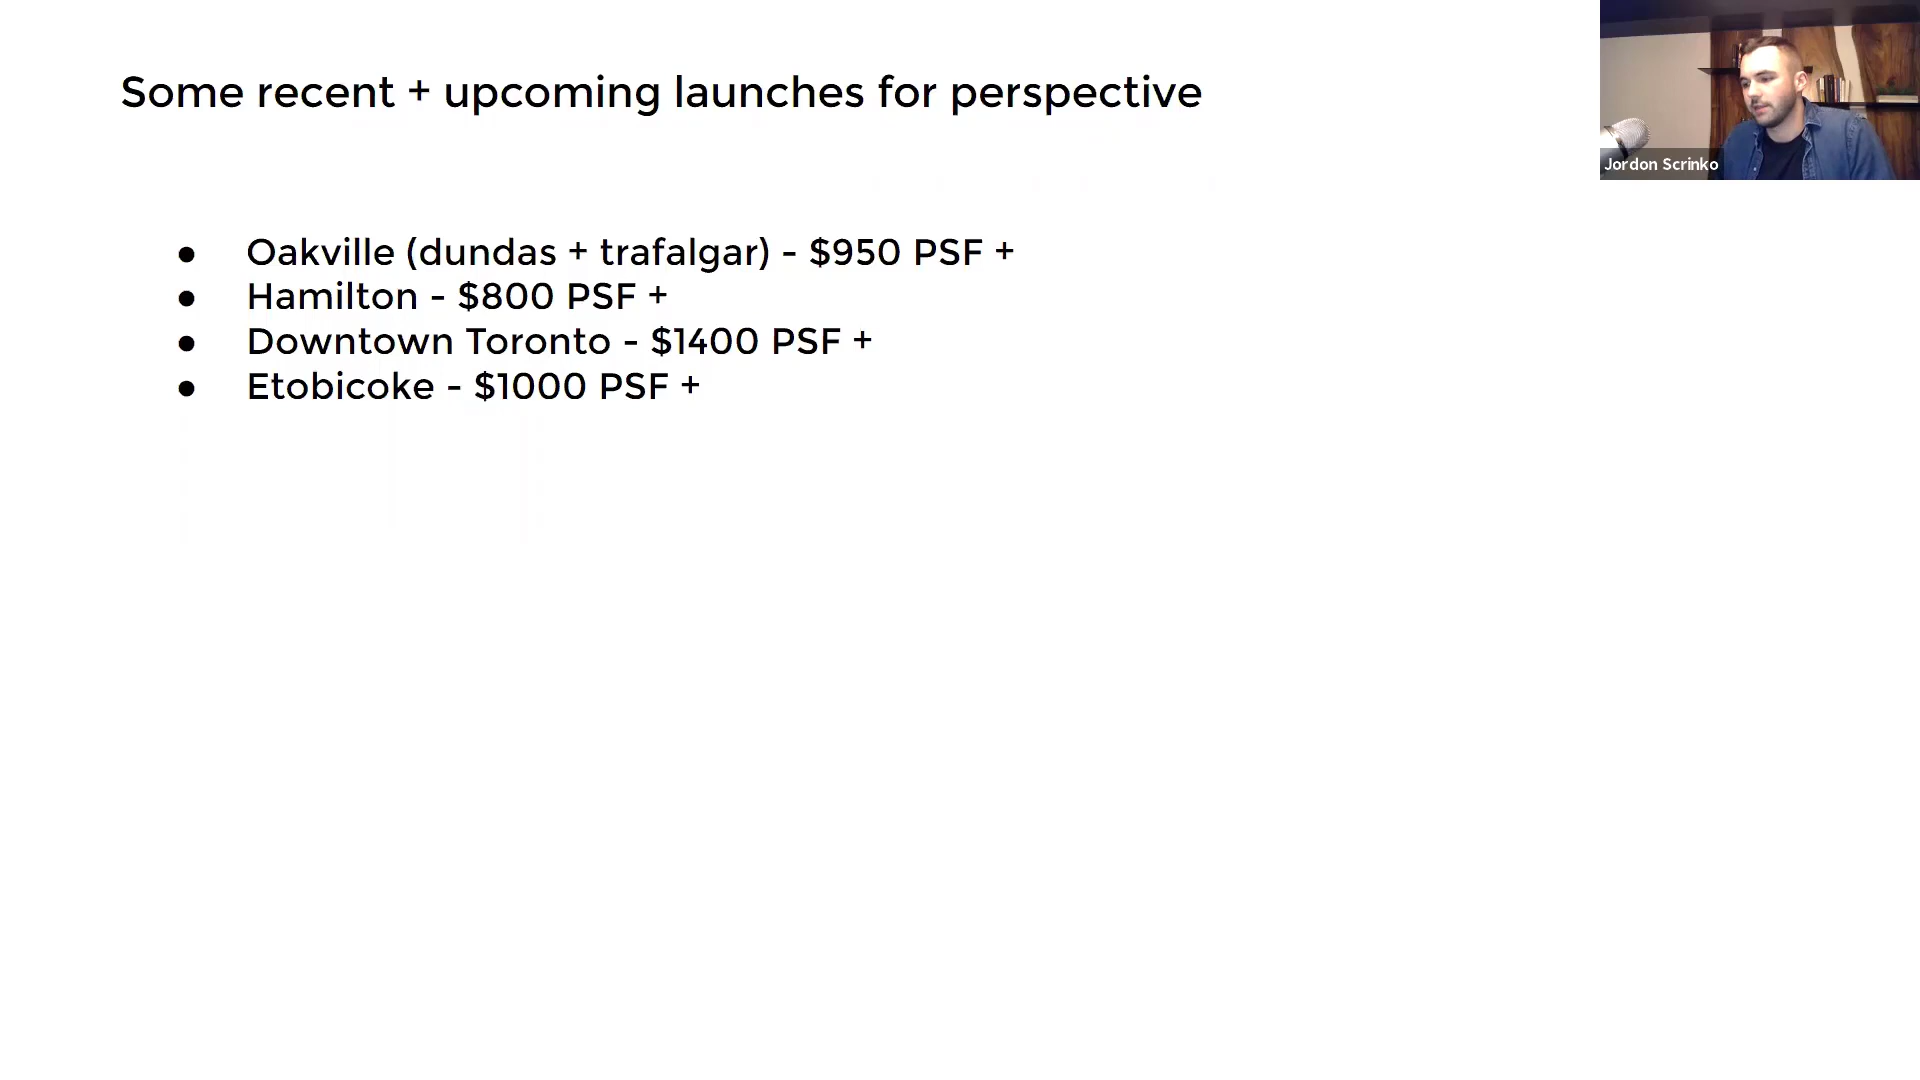 Some recent + upcoming launches for perspective
Jordon Scrinko
● Oakville (dundas + trafalgar) - $950 PSF +
● Hamilton - $800 PSF +
● Downtown Toronto - $1400 PSF +
● Etobicoke - $1000 PSF +